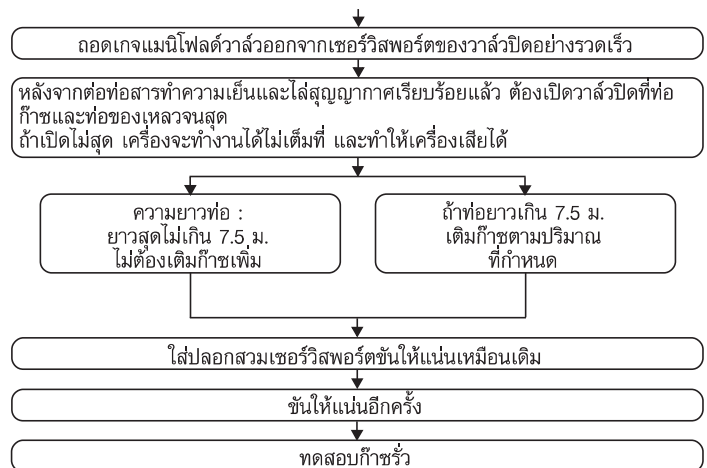 ถอดเกจแมนิโฟลด์วาล์วออกจากเซอร์วิสพอร์ตของวาล์วปิดอย่างรวดเร็ว
หลังจากต่อท่อสารทำความเย็นและไล่สุญญากาศเรียบร้อยแล้ว ต้องเปิดวาล์วปิดที่ท่อ
ก๊าซและท่อของเหลวจนสุด
ถ้าเปิดไม่สุด เครื่องจะทำงานได้ไม่เต็มที่ และทำให้เครื่องเสียได้
ความยาวท่อ :
ยาวสุดไม่เกิน 7.5 ม.
ไม่ต้องเติมก๊าซเพิ่ม
ถ้าท่อยาวเกิน 7.5 ม.
เติมก๊าซตามปริมาณ
ที่กำหนด
ใส่ปลอกสวมเซอร์วิสพอร์ตขันให้แน่นเหมือนเดิม
ขันให้แน่นอีกครั้ง
ทดสอบก๊าซรั่ว